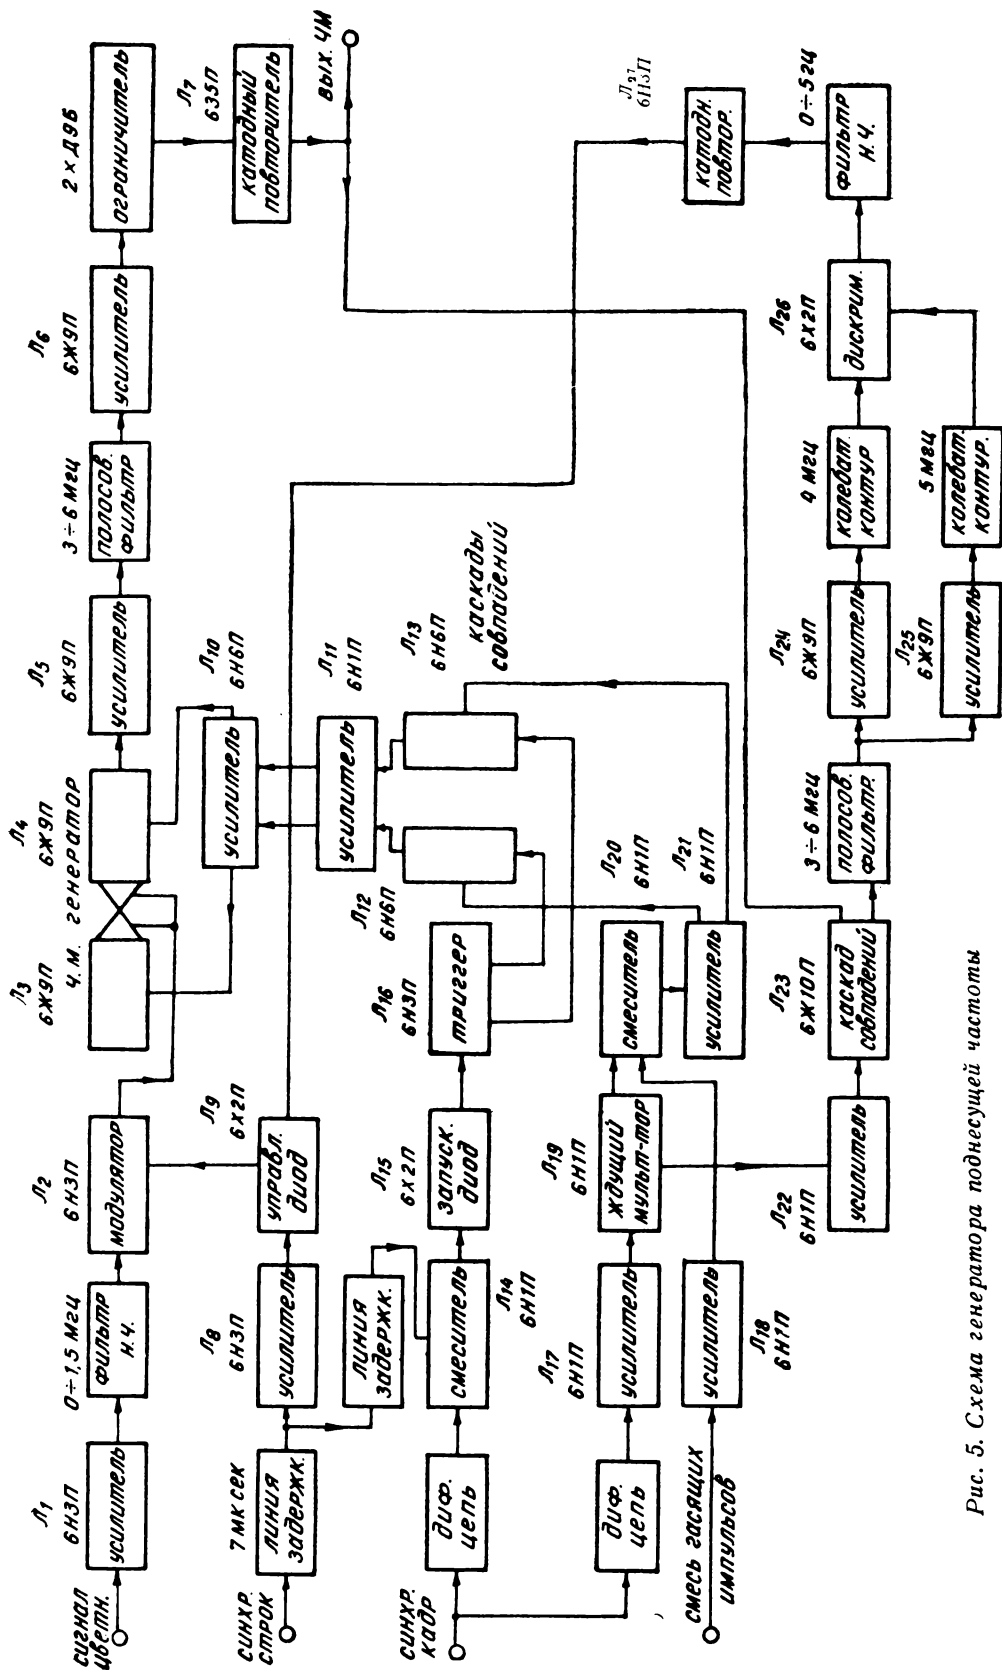 СИГНАЛ
ЦВЕТН.
Л1
6Н3П
УСИЛИТЕЛЬ
0÷1,5 МГЦ
ФИЛЬТР
Н.Ч.
Л2
6Н3П
МОДУЛЯТОР
Л3
6Ж9П
Ч.М. ГЕНЕРАТОР
Л4
6Ж9П
Л5
6Ж9П
УСИЛИТЕЛЬ
3÷6 МГЦ
ПОЛОСОВ.
ФИЛЬТР
Л6
6Ж9П
УСИЛИТЕЛЬ
2×Д9Б
ОГРАНИЧИТЕЛЬ
Л7
6Э5П
КАТОДНЫЙ
ПОВТОРИТЕЛЬ
ВЫХ. ЧМ
СИНХР.
СТРОК
7 МК СЕК
ЛИНИЯ
ЗАДЕРЖК.
Л8
6Н3П
УСИЛИТЕЛЬ
Л9
6Х2П
УПРАВЛ.
ДИОД
Л10
6Н6П
УСИЛИТЕЛЬ
ЛИНИЯ
ЗАДЕРЖК.
Л11
6Н1П
УСИЛИТЕЛЬ
Л12
6Н6П
Л13
6Н6П
КАСКАДЫ
СОВПАДЕНИЙ
СИНХР.
КАДР
ДИФ.
ЦЕПЬ
СМЕСИТЕЛЬ
Л14
6Н1П
Л15
6Х2П
ЗАПУСК.
ДИОД
Л16
6Н3П
ТРИГГЕР
ДИФ.
ЦЕПЬ
Л17
6Н1П
УСИЛИТЕЛЬ
Л19
6Н1П
ЖДУЩИЙ
МУЛЬТ-ТОР
Л20
6Н1П
СМЕСИТЕЛЬ
Л21
6Н1П
УСИЛИТЕЛЬ
СМЕСЬ ГАСЯЩИХ
ИМПУЛЬСОВ
УСИЛИТЕЛЬ
Л18
6Н1П
Л22
6Н1П
УСИЛИТЕЛЬ
Л23
6Ж10П
КАСКАД
СОВПАДЕНИЙ
3÷6 МГЦ
ПОЛОСОВ.
ФИЛЬТР.
Л24
6Ж9П
УСИЛИТЕЛЬ
4 МГЦ
КОЛЕБАТ.
КОНТУР
Л25
6Ж9П
УСИЛИТЕЛЬ
5 МГЦ
КОЛЕБАТ.
КОНТУР.
Л26
6Х2П
ДИСКРИМ.
0÷5 ГЦ
ФИЛЬТР
Н.Ч.
Л27
КАТОДН.
ПОВТОР.
Рис. 5. Схема генератора поднесущей частоты